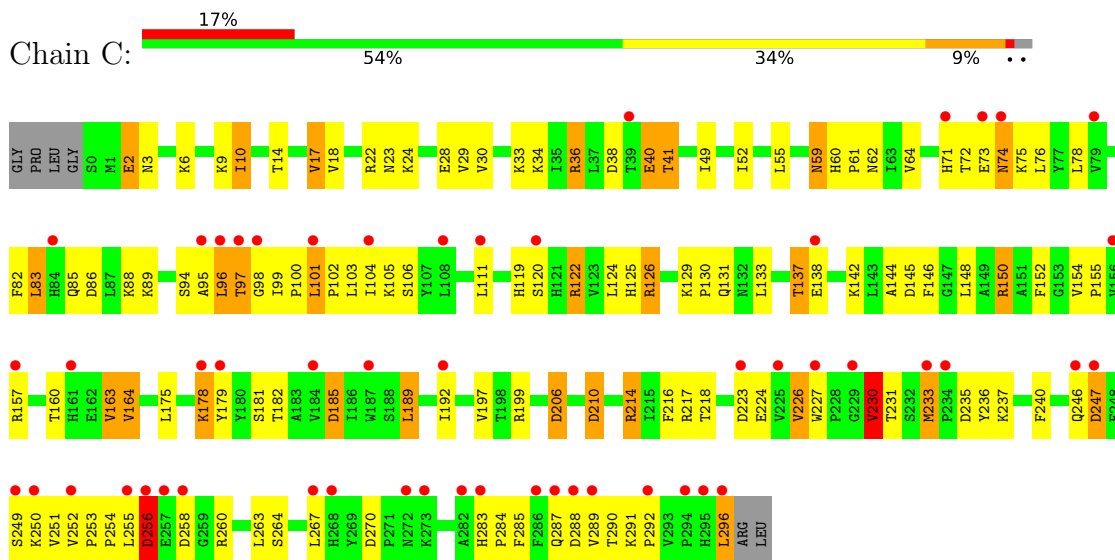 17%
Chain C:
54% 34% 9% ..
GLY PRO LEU GLY S0 M1 E2 N3 K6 K9 I10 T14 V17 V18 R22 N23 K24 E28 V29 V30 K33 K34 I35 R36 L37 D38 T39 E40 T41 I49 I52 L55 N59 H60 P61 N62 I63 V64 H71 T72 E73 N74 K75 L76 Y77 L78 V79
F82 L83 H84 Q85 D86 L87 K88 K89 S94 A95 L96 T97 G98 I99 P100 L101 P102 L103 I104 K105 S106 Y107 L108 L111 H119 S120 H121 R122 V123 L124 H125 R126 K129 P130 Q131 N132 L133 T137 E138 K142 L143 A144 D145 F146 G147 L148 A149 R150 A151 F152 G153 V154 P155 V156
R157 T160 H161 E162 V163 V164 L175 K178 Y179 Y180 S181 T182 A183 V184 D185 I186 W187 S188 L189 I192 V197 T198 R199 D206 D210 R214 I215 F216 R217 T218 D223 E224 V225 V226 W227 P228 G229 V230 T231 S232 M233 P234 D235 Y236 K237 F240 Q246 D247 F248
S249 K250 V251 V252 P253 P254 L255 D256 E257 D258 G259 R260 L263 S264 L267 H268 Y269 D270 P271 N272 K273 A282 H283 P284 F285 F286 Q287 D288 V289 T290 K291 P292 V293 P294 H295 L296 ARG LEU